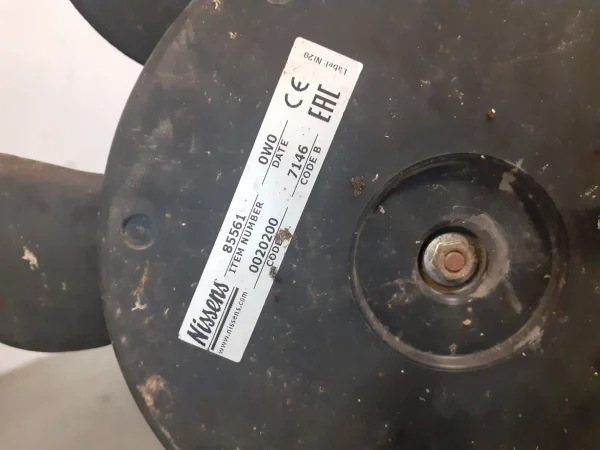 Nissens
www.nissens.com
85561
ITEM NUMBER
0020200
CODE
0W0
DATE
7146
CODE B
CE
EAC
Label-NI20